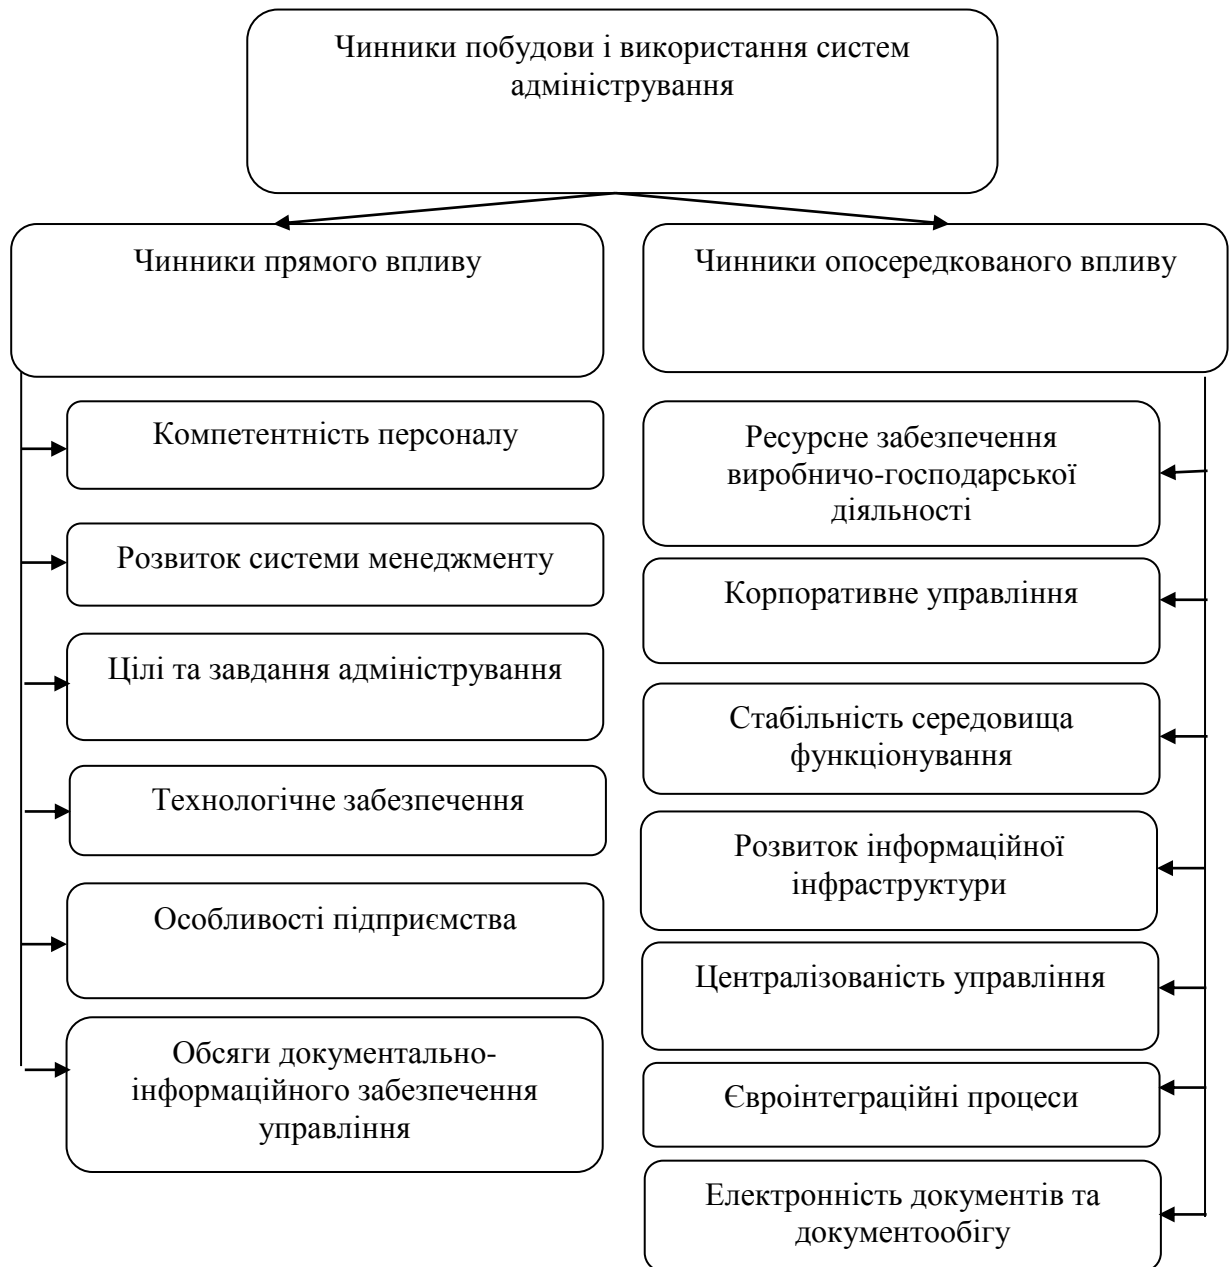 Чинники побудови і використання систем
адміністрування
Чинники прямого впливу
Компетентність персоналу
Розвиток системи менеджменту
Цілі та завдання адміністрування
Технологічне забезпечення
Особливості підприємства
Обсяги документально-
інформаційного забезпечення
управління
Чинники опосередкованого впливу
Ресурсне забезпечення
виробничо-господарської
діяльності
Корпоративне управління
Стабільність середовища
функціонування
Розвиток інформаційної
інфраструктури
Централізованість управління
Євроінтеграційні процеси
Електронність документів та
документообігу